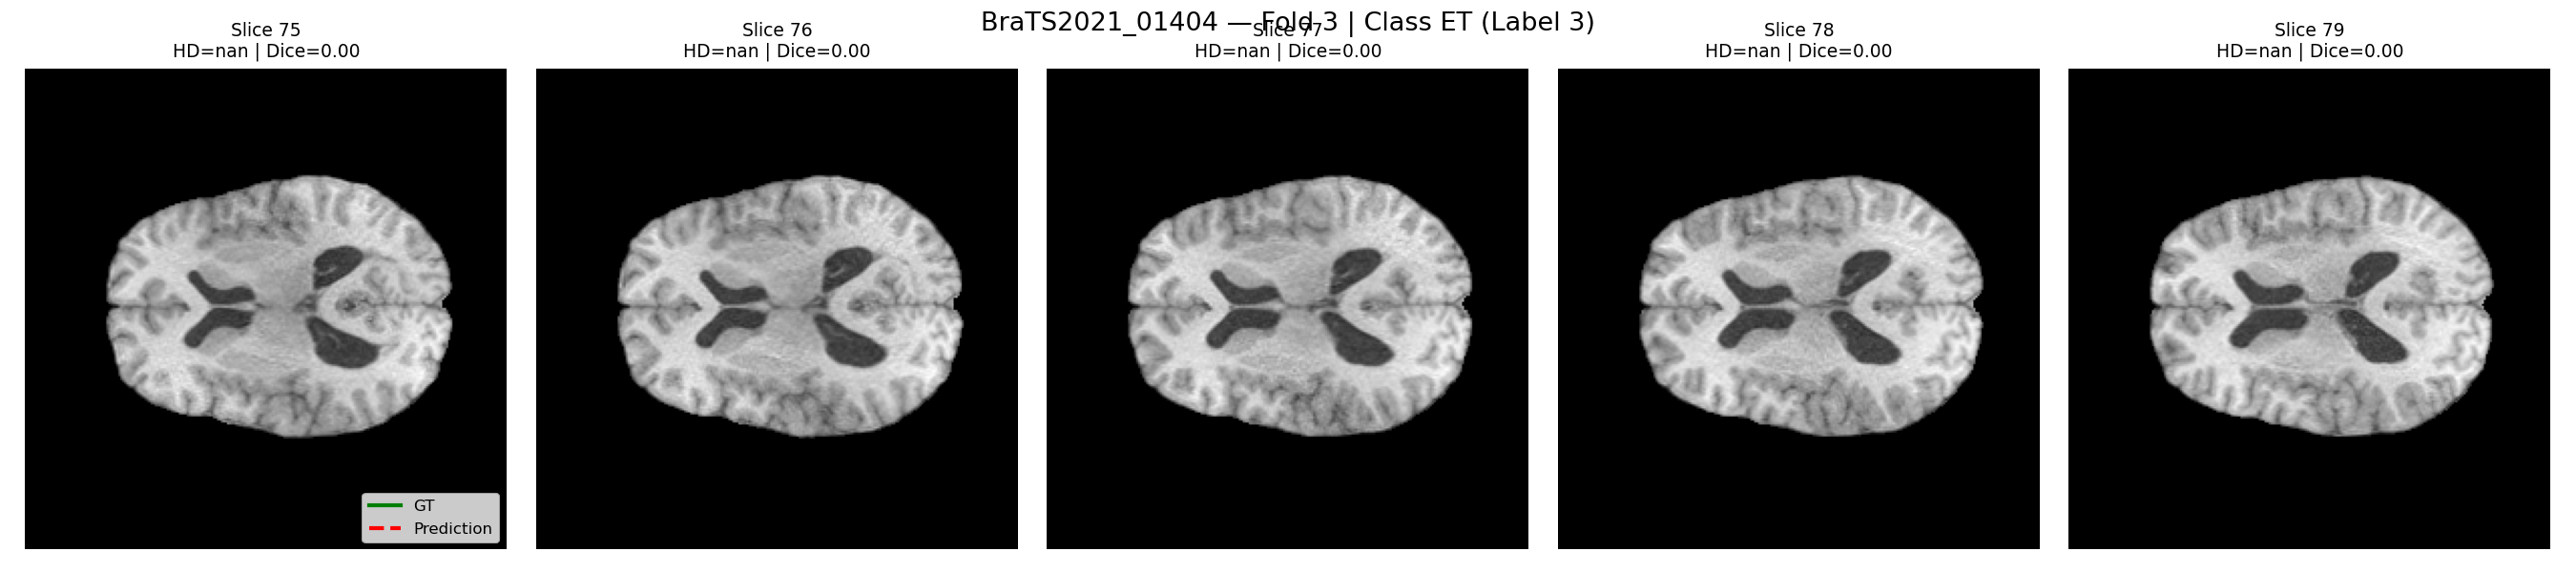 BraTS2021_01404 — Fold 3 | Class ET (Label 3)
Slice 75
HD=nan | Dice=0.00
Slice 76
HD=nan | Dice=0.00
Slice 77
HD=nan | Dice=0.00
Slice 78
HD=nan | Dice=0.00
Slice 79
HD=nan | Dice=0.00
GT
Prediction